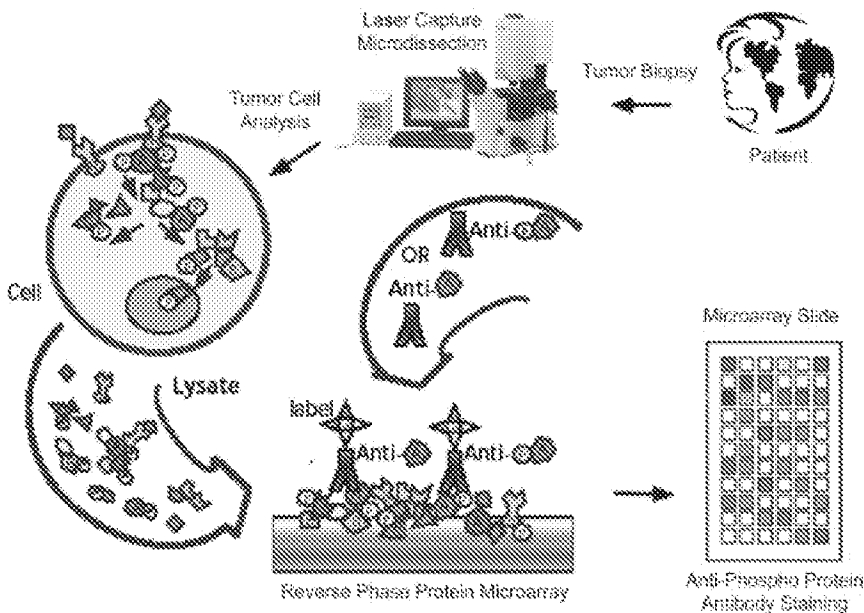 Laser Capture
Microdissection
Tumor Biopsy
Patient
Tumor Cell
Analysis
Cell
Lysate
Anti-
OR
Anti-
label
Anti-
Anti-
Reverse Phase Protein Microarray
Microarray Slide
Anti-Phospho Protein
Antibody Staining